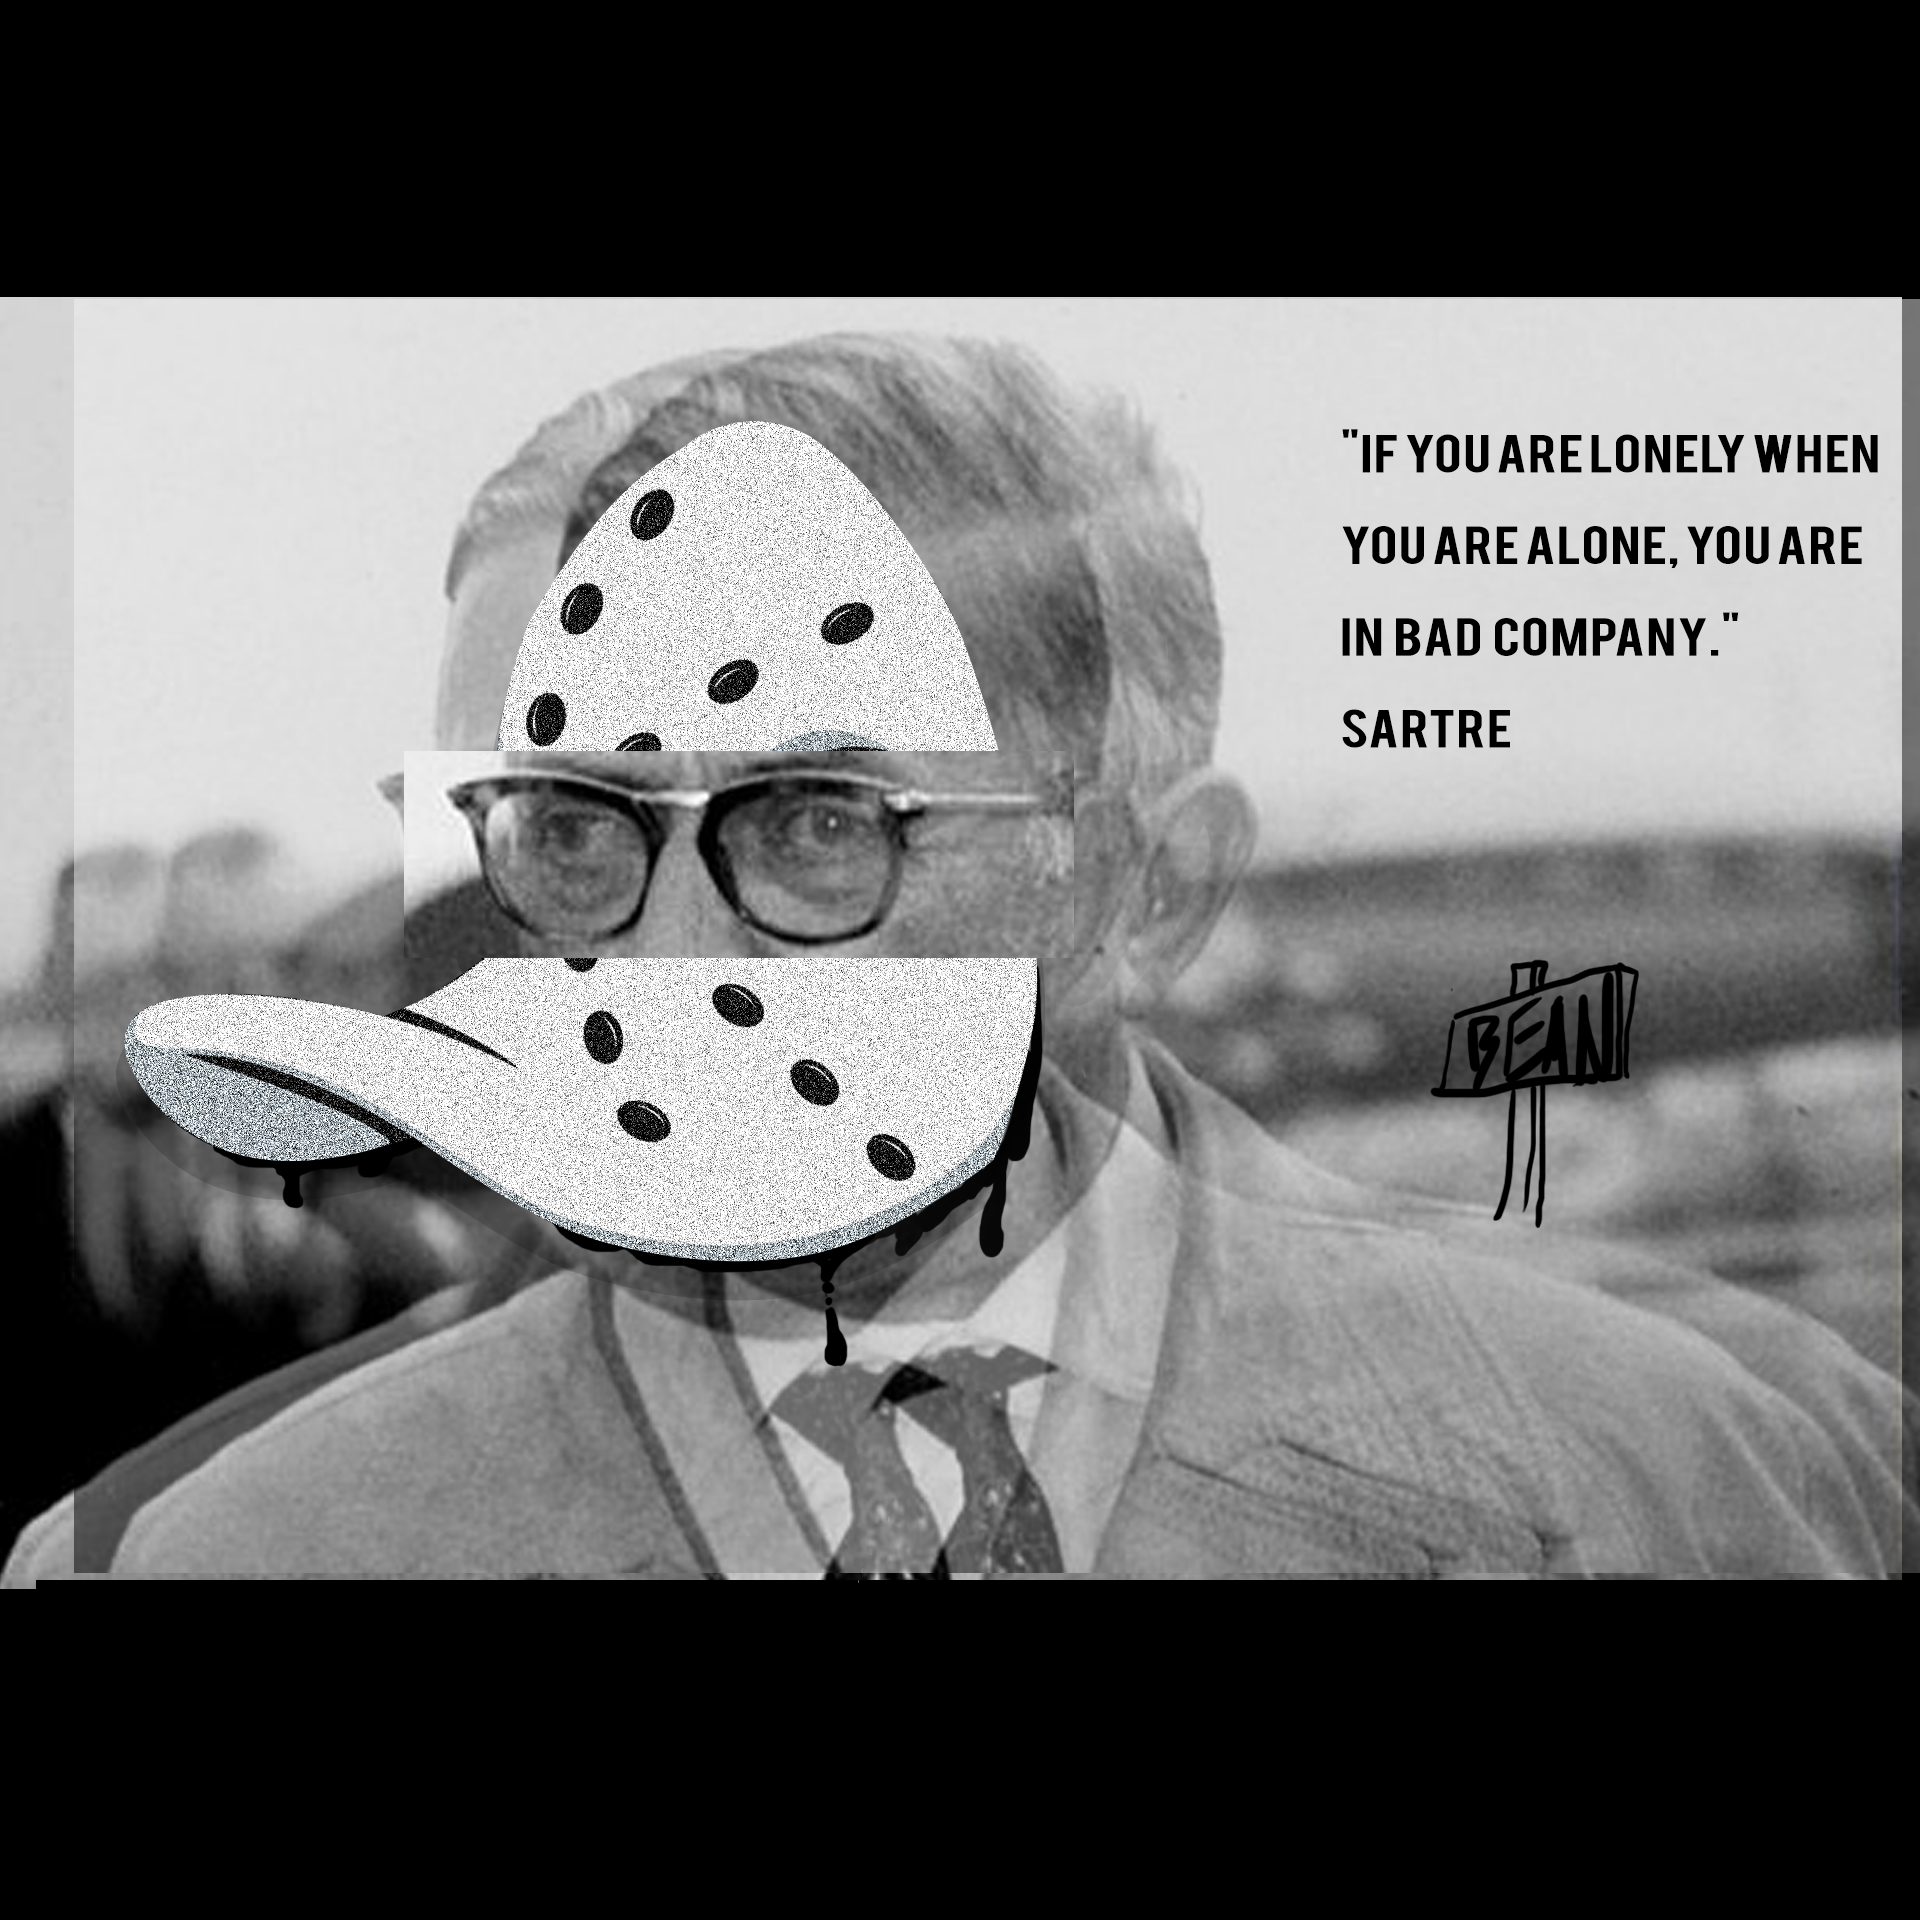 "IF YOU ARE LONELY WHEN
YOU ARE ALONE, YOU ARE
IN BAD COMPANY."
SARTRE
BEAN